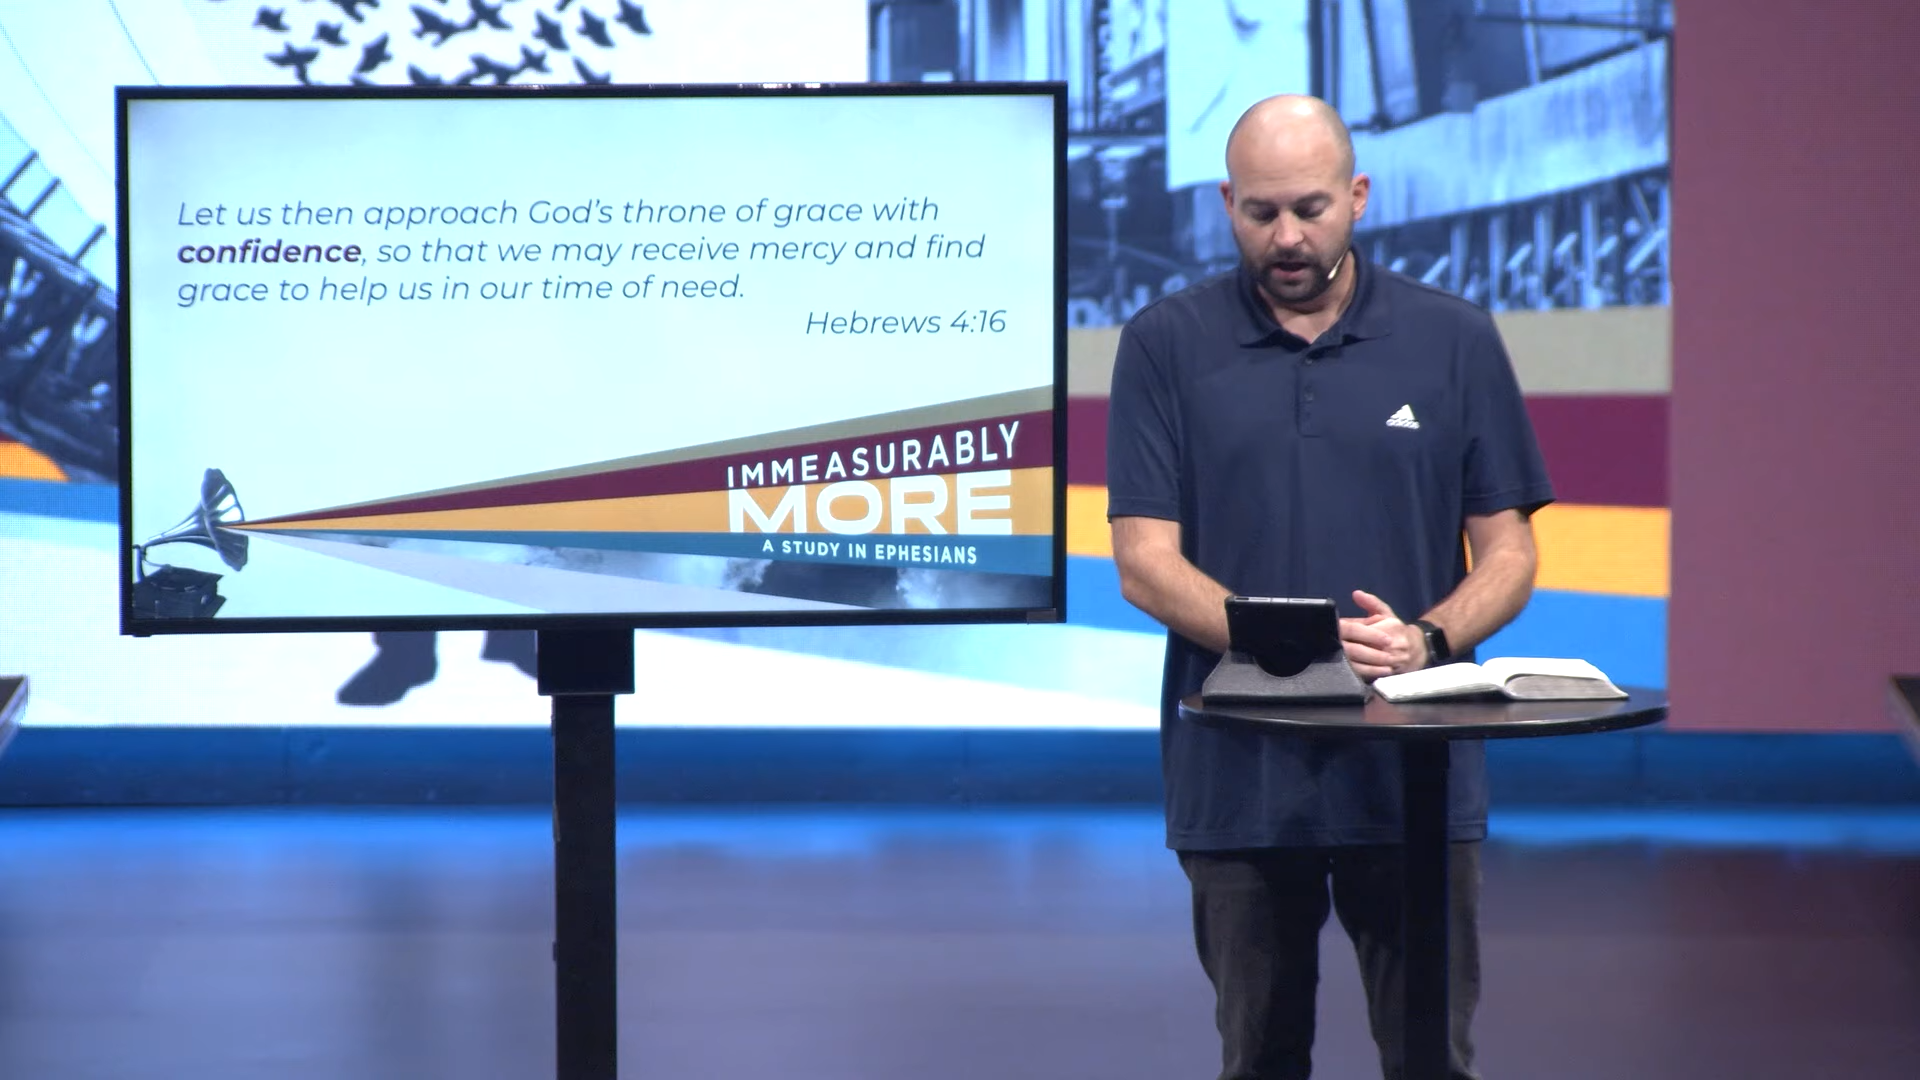 Let us then approach God's throne of grace with
confidence, so that we may receive mercy and find
grace to help us in our time of need.
Hebrews 4:16
IMMEASURABLY
MORE
A STUDY IN EPHESIANS
adidas